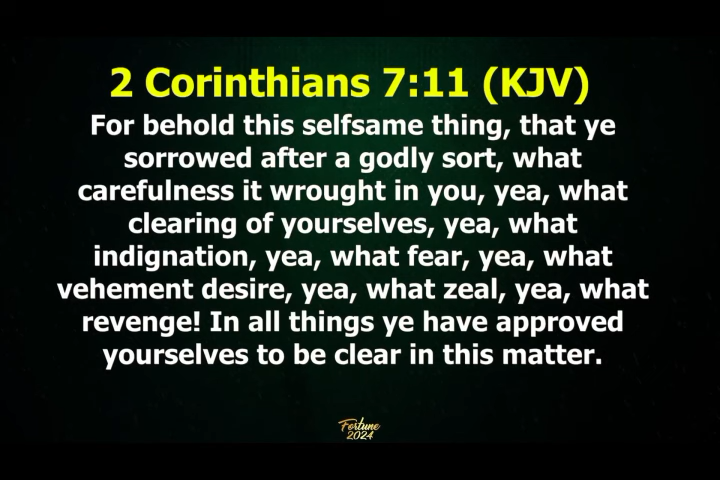 2 Corinthians 7:11 (KJV)
For behold this selfsame thing, that ye
sorrowed after a godly sort, what
carefulness it wrought in you, yea, what
clearing of yourselves, yea, what
indignation, yea, what fear, yea, what
vehement desire, yea, what zeal, yea, what
revenge! In all things ye have approved
yourselves to be clear in this matter.
Fortune
2024